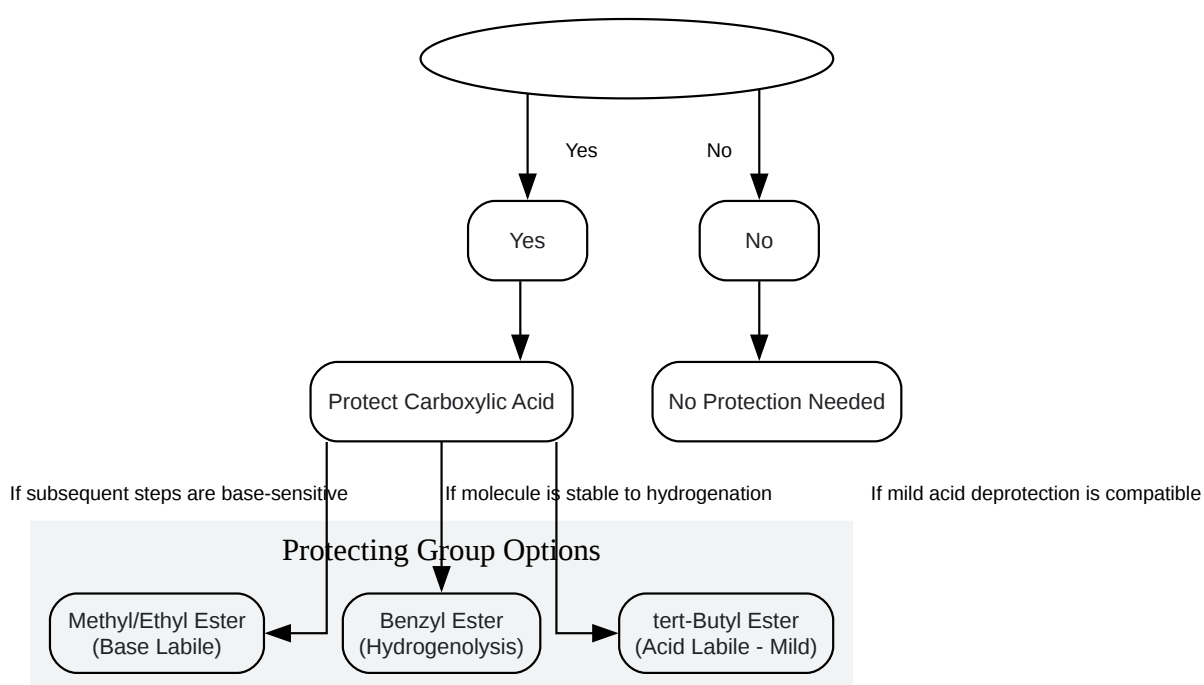 Yes
No
Yes
No
Protect Carboxylic Acid
No Protection Needed
If subsequent steps are base-sensitive
If molecule is stable to hydrogenation
If mild acid deprotection is compatible
Protecting Group Options
Methyl/Ethyl Ester
(Base Labile)
Benzyl Ester
(Hydrogenolysis)
tert-Butyl Ester
(Acid Labile - Mild)